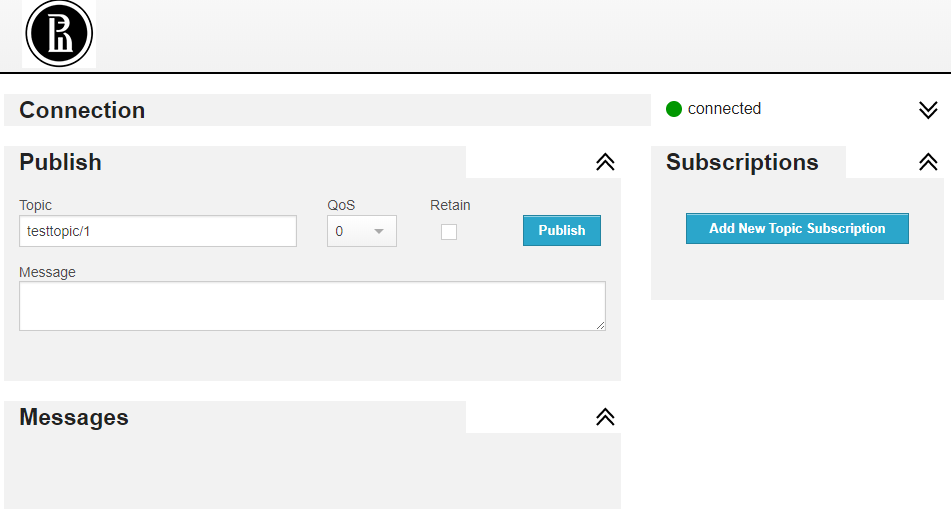 Connection
connected
Publish
Subscriptions
Topic
QoS
Retain
testtopic/1
0
Publish
Add New Topic Subscription
Message
Messages